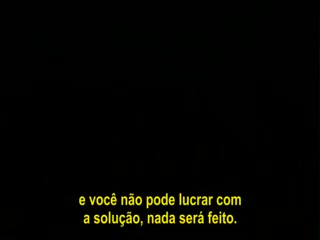 e você não pode lucrar com
a solução, nada será feito.